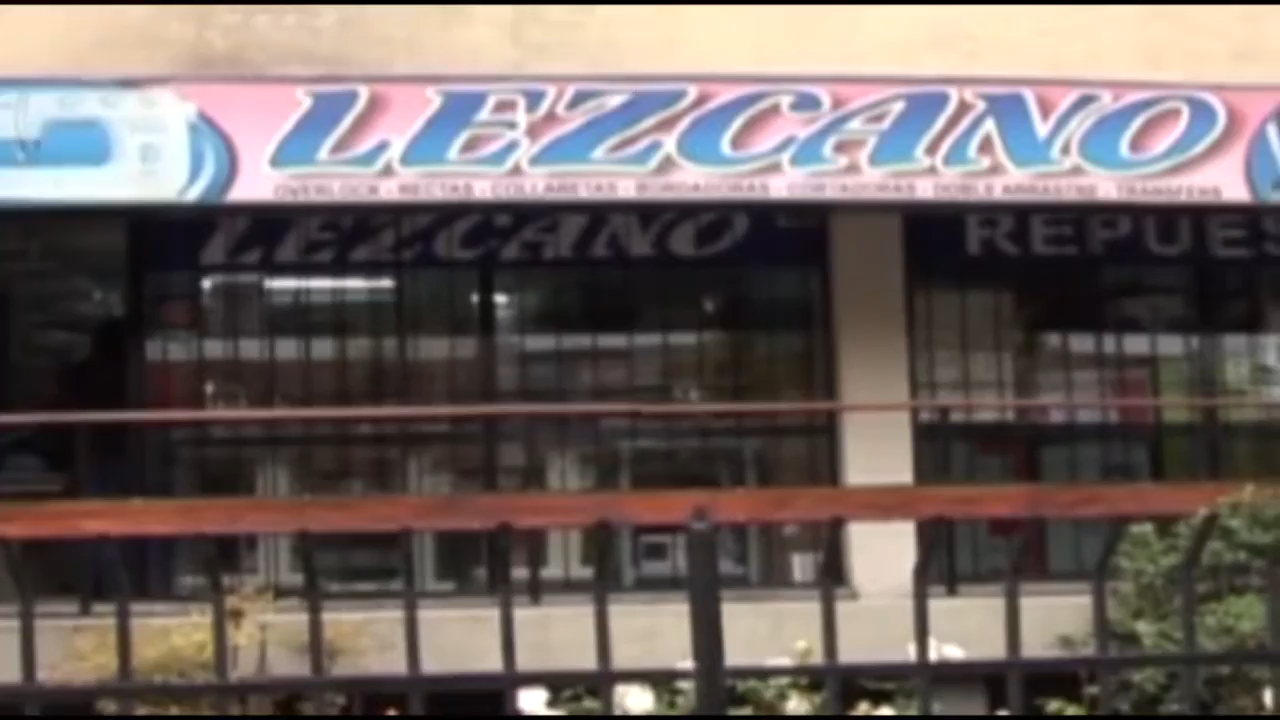 LEZCANO
OVERLOCK - RECTAS - COLLARETAS - BORDADORAS - CORTADORAS - DOBLE ARRASTRE - TRANSFERS
LEZCANO
REPUES